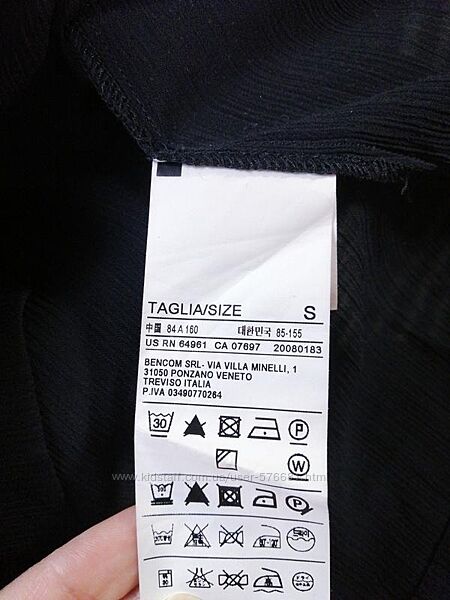 TAGLIA/SIZE S
中国 84 A 160 대한민국 85-155
US RN 64961 CA 07697 20080183
BENCOM SRL- VIA VILLA MINELLI, 1
31050 PONZANO VENETO
TREVISO ITALIA
P.IVA 03490770264
30 P
W
P